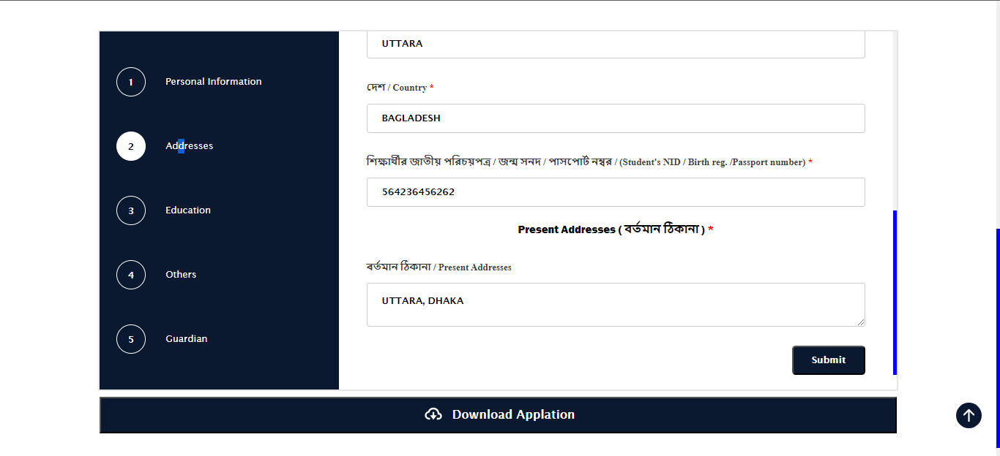 1 Personal Information
2 Addresses
3 Education
4 Others
5 Guardian
UTTARA
দেশ / Country *
BAGLADESH
শিক্ষার্থীর জাতীয় পরিচয়পত্র / জন্ম সনদ / পাসপোর্ট নম্বর / (Student's NID / Birth reg. /Passport number) *
564236456262
Present Addresses ( বর্তমান ঠিকানা ) *
বর্তমান ঠিকানা / Present Addresses
UTTARA, DHAKA
Submit
Download Applation